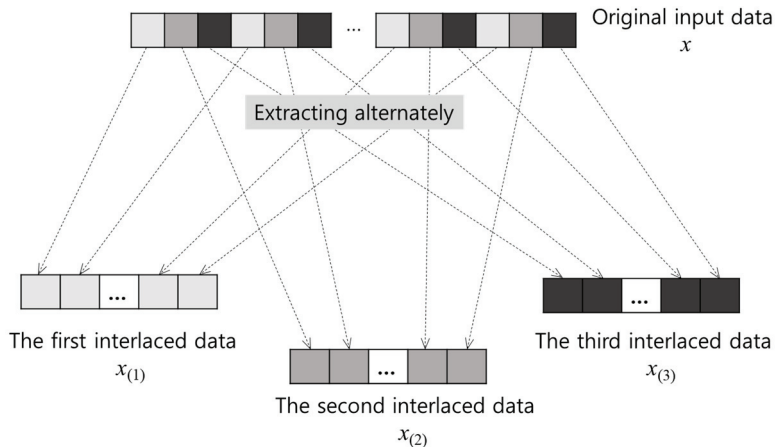 ...
Original input data
x
Extracting alternately
...
The first interlaced data
x(1)
...
The second interlaced data
x(2)
...
The third interlaced data
x(3)